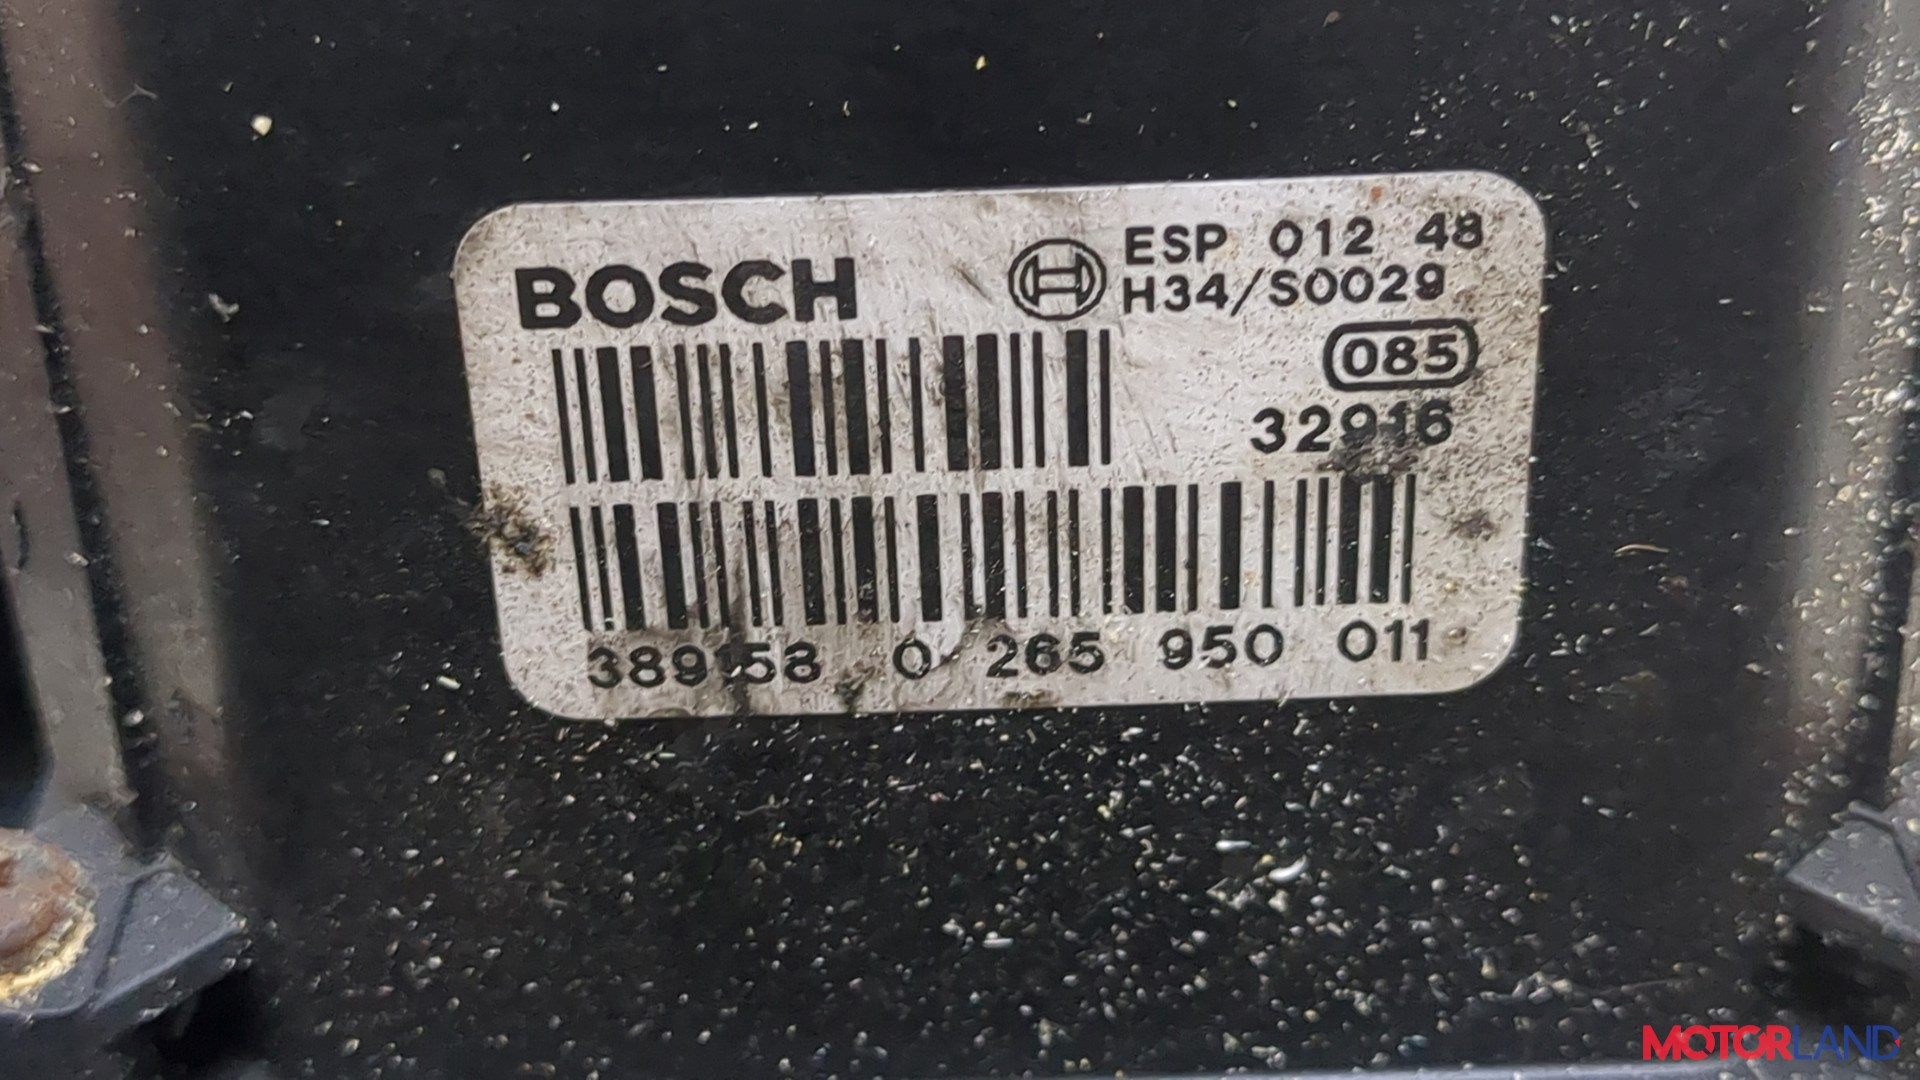 BOSCH
ESP 012 48
H34/S0029
085
32916
389158 0 265 950 011
MOTORLAND